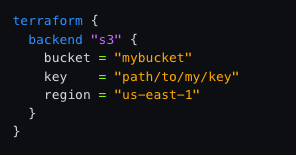 terraform {
  backend "s3" {
    bucket = "mybucket"
    key    = "path/to/my/key"
    region = "us-east-1"
  }
}